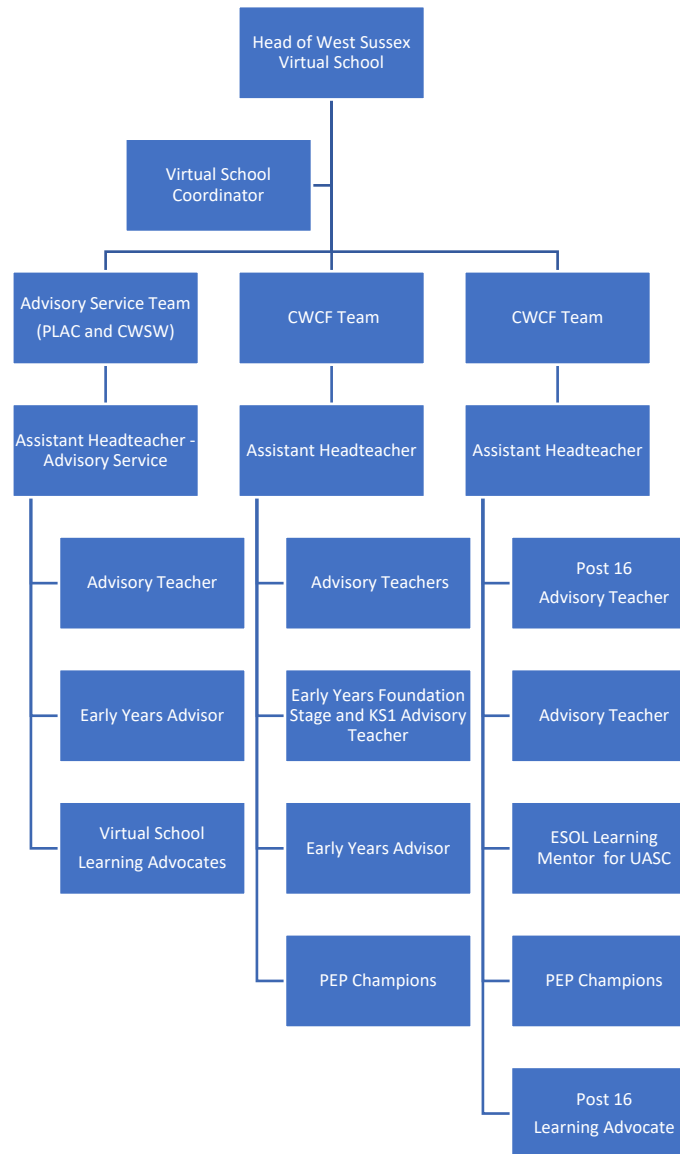 Head of West Sussex
Virtual School
Virtual School
Coordinator
Advisory Service Team
(PLAC and CWSW)
CWCF Team
CWCF Team
Assistant Headteacher -
Advisory Service
Assistant Headteacher
Assistant Headteacher
Advisory Teacher
Advisory Teachers
Post 16
Advisory Teacher
Early Years Advisor
Early Years Foundation
Stage and KS1 Advisory
Teacher
Advisory Teacher
Virtual School
Learning Advocates
Early Years Advisor
ESOL Learning
Mentor for UASC
PEP Champions
PEP Champions
Post 16
Learning Advocate